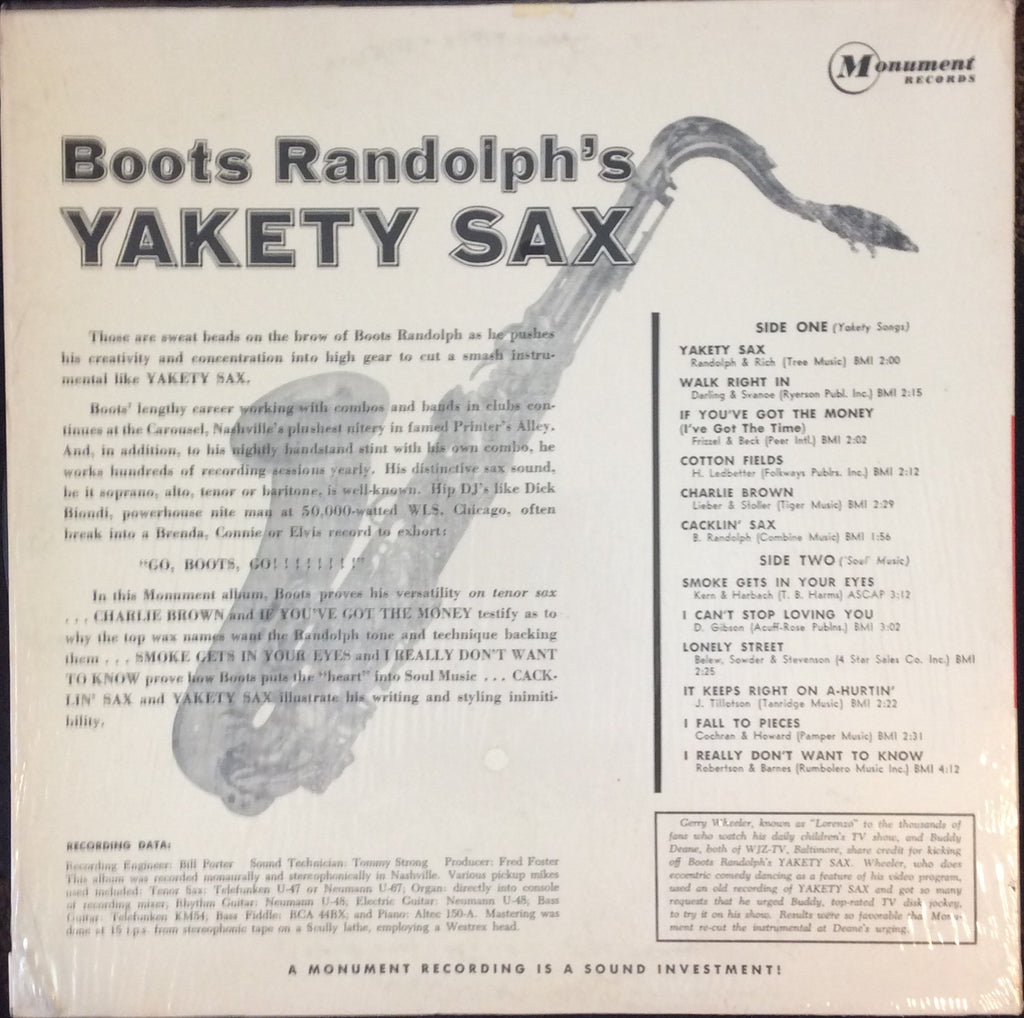 Monument
RECORDS
Boots Randolph's
YAKETY SAX
Those are sweat beads on the brow of Boots Randolph as he pushes
his creativity and concentration into high gear to cut a smash instru-
mental like YAKETY SAX.
Boots' lengthy career working with combos and bands in clubs con-
tinues at the Carousel, Nashville's plushest nitery in famed Printer's Alley.
And, in addition, to his nightly bandstand stint with his own combo, he
works hundreds of recording sessions yearly. His distinctive sax sound,
be it soprano, alto, tenor or baritone, is well-known. Hip DJ's like Dick
Biondi, powerhouse nite man at 50,000-watted WLS, Chicago, often
break into a Brenda, Connie or Elvis record to exhort:
"GO, BOOTS, GO!!!!!!!!"
In this Monument album, Boots proves his versatility on tenor sax
. . . CHARLIE BROWN and IF YOU'VE GOT THE MONEY testify as to
why the top wax names want the Randolph tone and technique backing
them . . . SMOKE GETS IN YOUR EYES and I REALLY DON'T WANT
TO KNOW prove how Boots puts the "heart" into Soul Music . . . CACK-
LIN' SAX and YAKETY SAX illustrate his writing and styling inimiti-
bility.
SIDE ONE (Yakety Songs)
YAKETY SAX
Randolph & Rich (Tree Music) BMI 2:00
WALK RIGHT IN
Darling & Svanoe (Ryerson Publ. Inc.) BMI 2:15
IF YOU'VE GOT THE MONEY
(I've Got The Time)
Frizzel & Beck (Peer Intl.) BMI 2:02
COTTON FIELDS
H. Ledbetter (Folkways Publrs. Inc.) BMI 2:12
CHARLIE BROWN
Lieber & Stoller (Tiger Music) BMI 2:29
CACKLIN' SAX
B. Randolph (Combine Music) BMI 1:56
SIDE TWO ("Soul" Music)
SMOKE GETS IN YOUR EYES
Kern & Harbach (T. B. Harms) ASCAP 3:12
I CAN'T STOP LOVING YOU
D. Gibson (Acuff-Rose Publns.) BMI 3:02
LONELY STREET
Belew, Sowder & Stevenson (4 Star Sales Co. Inc.) BMI
2:25
IT KEEPS RIGHT ON A-HURTIN'
J. Tillotson (Tanridge Music) BMI 2:22
I FALL TO PIECES
Cochran & Howard (Pamper Music) BMI 2:31
I REALLY DON'T WANT TO KNOW
Robertson & Barnes (Rumbolero Music Inc.) BMI 4:12
RECORDING DATA:
Recording Engineer: Bill Porter Sound Technician: Tommy Strong Producer: Fred Foster
This album was recorded monaurally and stereophonically in Nashville. Various pickup mikes
used included: Tenor Sax: Telefunken U-47 or Neumann U-67; Organ: directly into console
of recording mixer; Rhythm Guitar: Neumann U-48; Electric Guitar: Neumann U-48; Bass
Guitar: Telefunken KM54; Bass Fiddle: RCA 44BX; and Piano: Altec 150-A. Mastering was
done at 15 i.p.s. from stereophonic tape on a Scully lathe, employing a Westrex head.
Gerry Wheeler, known as "Lorenzo" to the thousands of
fans who watch his daily children's TV show, and Buddy
Deane, both of WJZ-TV, Baltimore, share credit for kicking
off Boots Randolph's YAKETY SAX. Wheeler, who does
eccentric comedy dancing as a feature of his video program,
used an old recording of YAKETY SAX and got so many
requests that he urged Buddy, top-rated TV disk jockey,
to try it on his show. Results were so favorable that Monu-
ment re-cut the instrumental at Deane's urging.
A MONUMENT RECORDING IS A SOUND INVESTMENT!